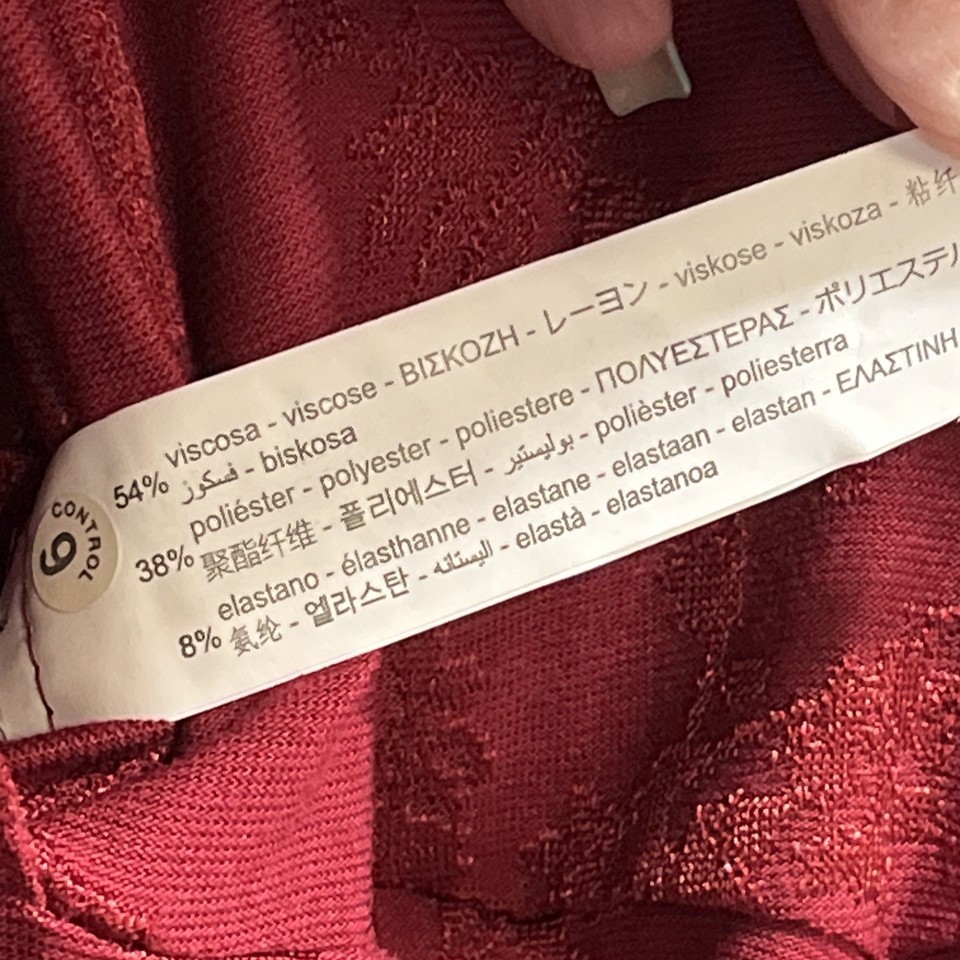 CONTROL
9
54% viscosa - viscose - ΒΙΣΚΟΖΗ - レーヨン - viskose - viskoza - 粘纤
فسكوز - biskosa
poliéster - polyester - poliestere - ΠΟΛΥΕΣΤΕΡΑΣ - ポリエステル
38% 聚酯纤维 - 폴리에스터 - بوليستير - polièster - poliesterra
elastano - élasthanne - elastane - elastaan - elastan - ΕΛΑΣΤΙΝΗ
8% 氨纶 - 엘라스탄 - اليستانه - elastà - elastanoa